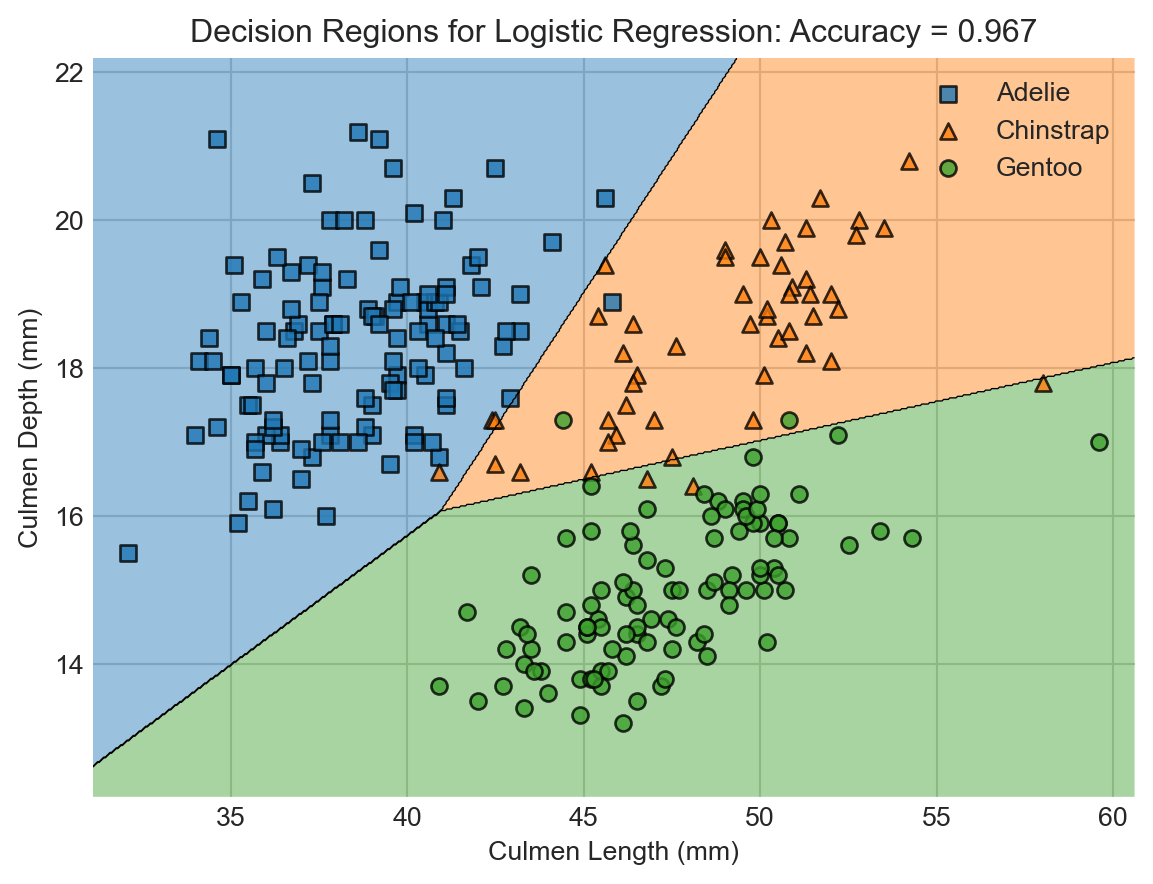 Decision Regions for Logistic Regression: Accuracy = 0.967
22
20
18
16
14
Culmen Depth (mm)
Adelie
Chinstrap
Gentoo
35
40
45
50
55
60
Culmen Length (mm)